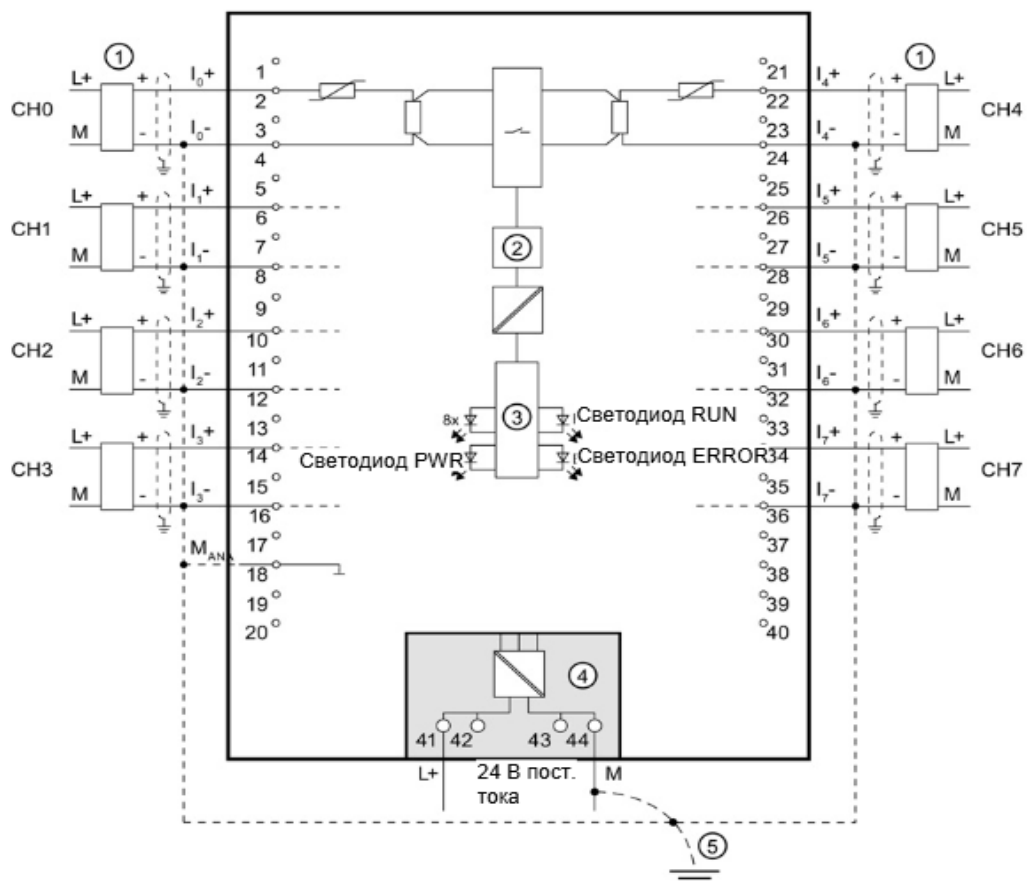 ① ①
L+ + I₀+ 1 21 I₄+ + L+
CH0 2 22 CH4
M - I₀- 3 23 I₄- - M
4 24
L+ + I₁+ 5 25 I₅+ + L+
CH1 6 26 CH5
M - I₁- 7 27 I₅- - M
8 ② 28
L+ + I₂+ 9 29 I₆+ + L+
CH2 10 30 CH6
M - I₂- 11 31 I₆- - M
12 32
L+ + I₃+ 13 8x ③ Светодиод RUN 33 I₇+ + L+
CH3 14 Светодиод PWR Светодиод ERROR 34 CH7
M - I₃- 15 35 I₇- - M
16 36
M ANA 17 37
18 38
19 39
20 40
④
41 42 43 44
L+ 24 В пост. M
тока
⑤